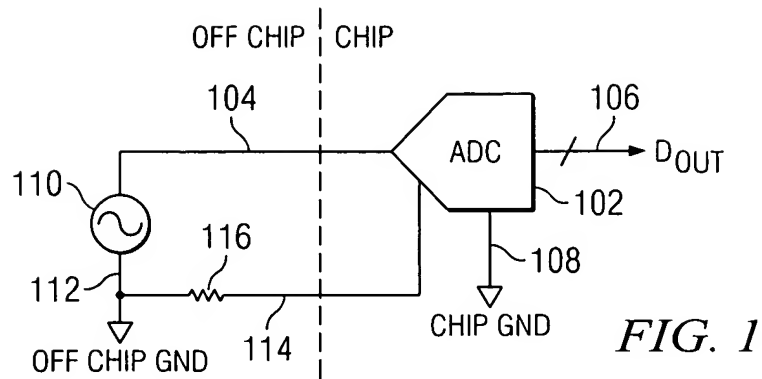 OFF CHIP CHIP
104
106
ADC
D_OUT
110
102
116
108
112
114
CHIP GND
OFF CHIP GND
FIG. 1